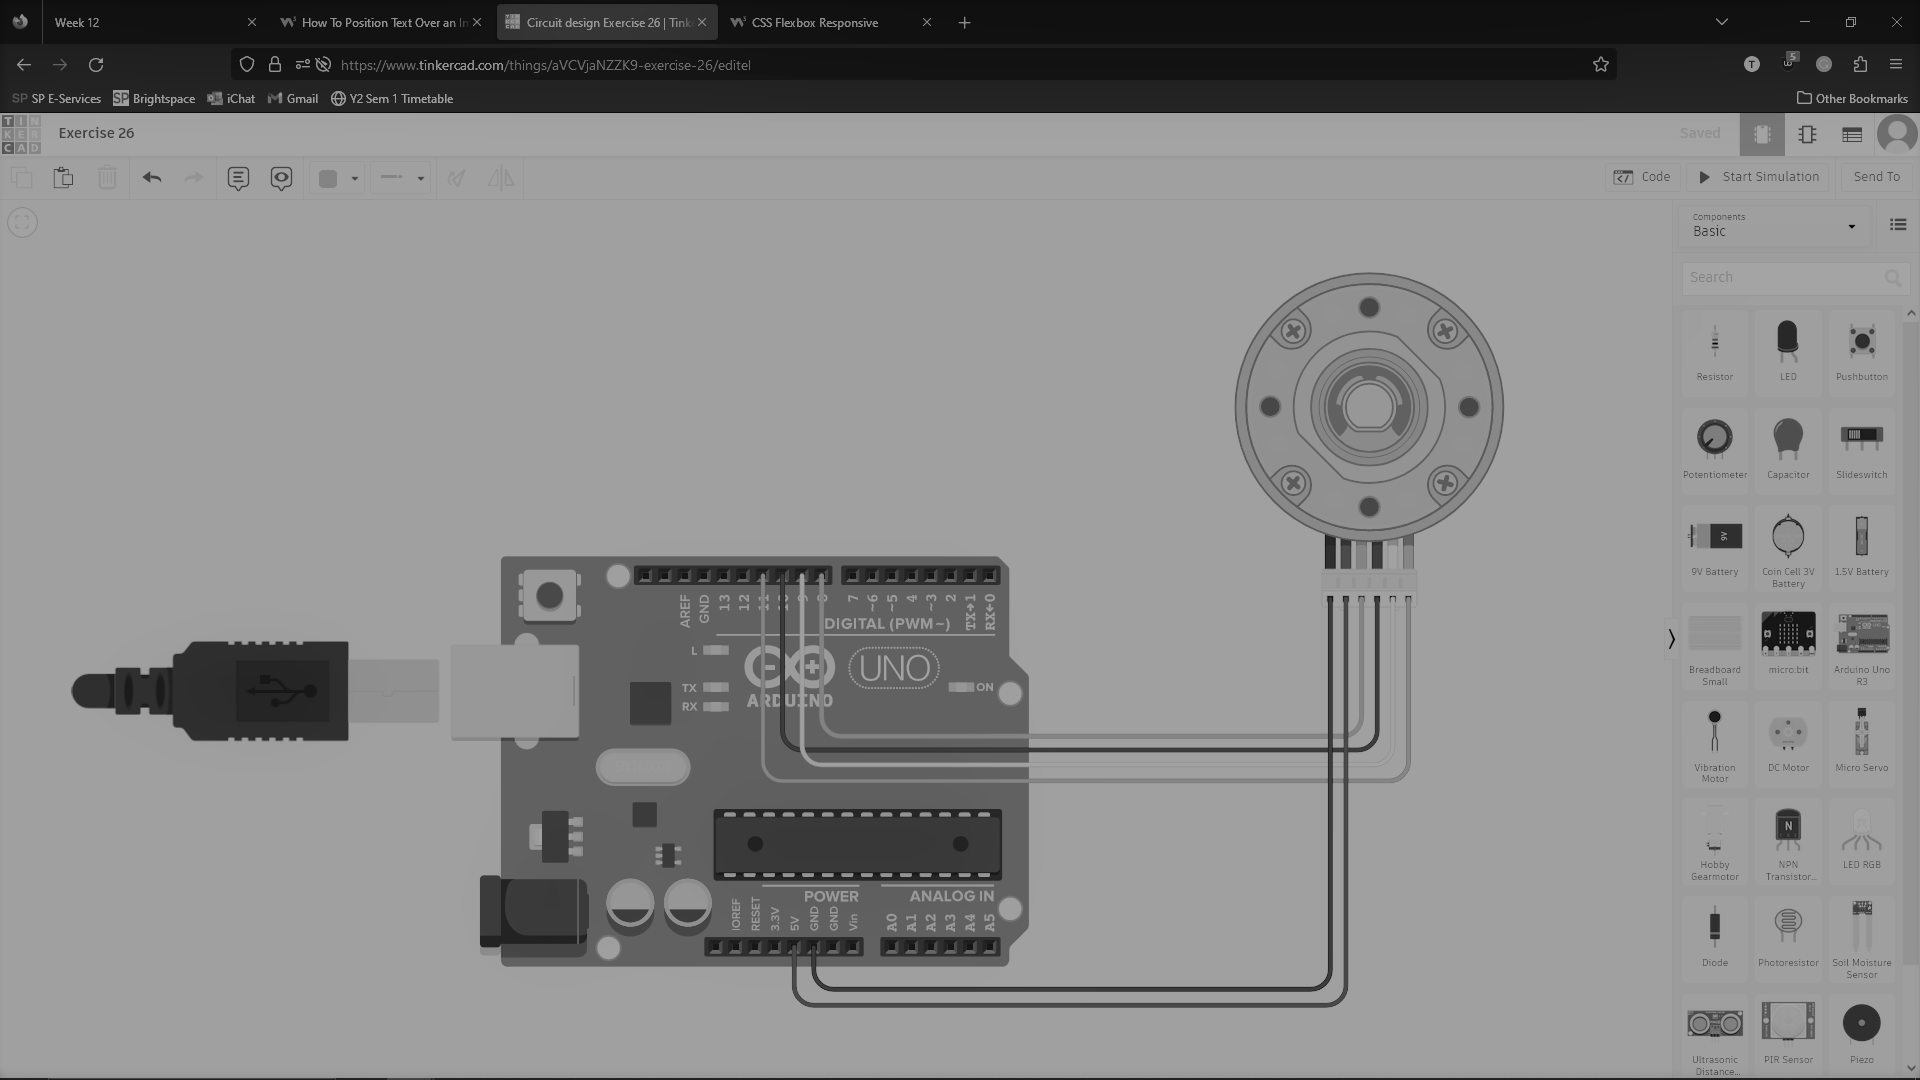 Week 12
How To Position Text Over an Im
Circuit design Exercise 26 | Tink
CSS Flexbox Responsive
https://www.tinkercad.com/things/aVCVjaNZZK9-exercise-26/editel
T
5
SP SP E-Services
SP Brightspace
iChat
Gmail
Y2 Sem 1 Timetable
Other Bookmarks
TINKERCAD
Exercise 26
Saved
Code
Start Simulation
Send To
Components
Basic
Search
Resistor
LED
Pushbutton
Potentiometer
Capacitor
Slideswitch
9V
9V Battery
Coin Cell 3V
Battery
1.5V Battery
Breadboard
Small
micro:bit
Arduino Uno
R3
Vibration
Motor
DC Motor
Micro Servo
Hobby
Gearmotor
N
NPN
Transistor...
LED RGB
Diode
Photoresistor
Soil Moisture
Sensor
Ultrasonic
Distance...
PIR Sensor
Piezo
AREF
GND
13
12
11
10
9
8
7
~6
~5
4
~3
2
TX→1
RX←0
DIGITAL (PWM~)
L
TX
RX
ARDUINO
UNO
ON
POWER
ANALOG IN
IOREF
RESET
3.3V
5V
GND
GND
Vin
A0
A1
A2
A3
A4
A5